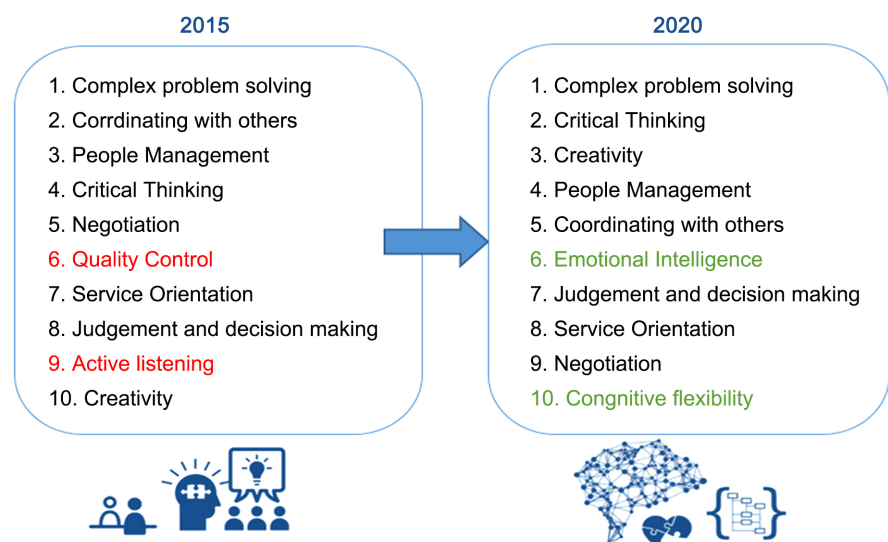 2015
1. Complex problem solving
2. Corrdinating with others
3. People Management
4. Critical Thinking
5. Negotiation
6. Quality Control
7. Service Orientation
8. Judgement and decision making
9. Active listening
10. Creativity
2020
1. Complex problem solving
2. Critical Thinking
3. Creativity
4. People Management
5. Coordinating with others
6. Emotional Intelligence
7. Judgement and decision making
8. Service Orientation
9. Negotiation
10. Congnitive flexibility